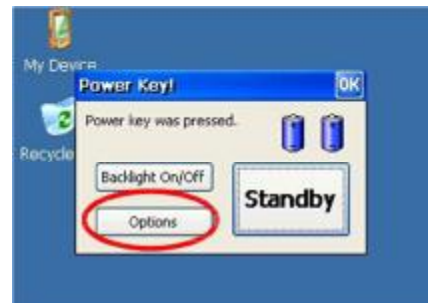 My Device
Power Key!
OK
Power key was pressed.
Recycle
Backlight On/Off
Standby
Options